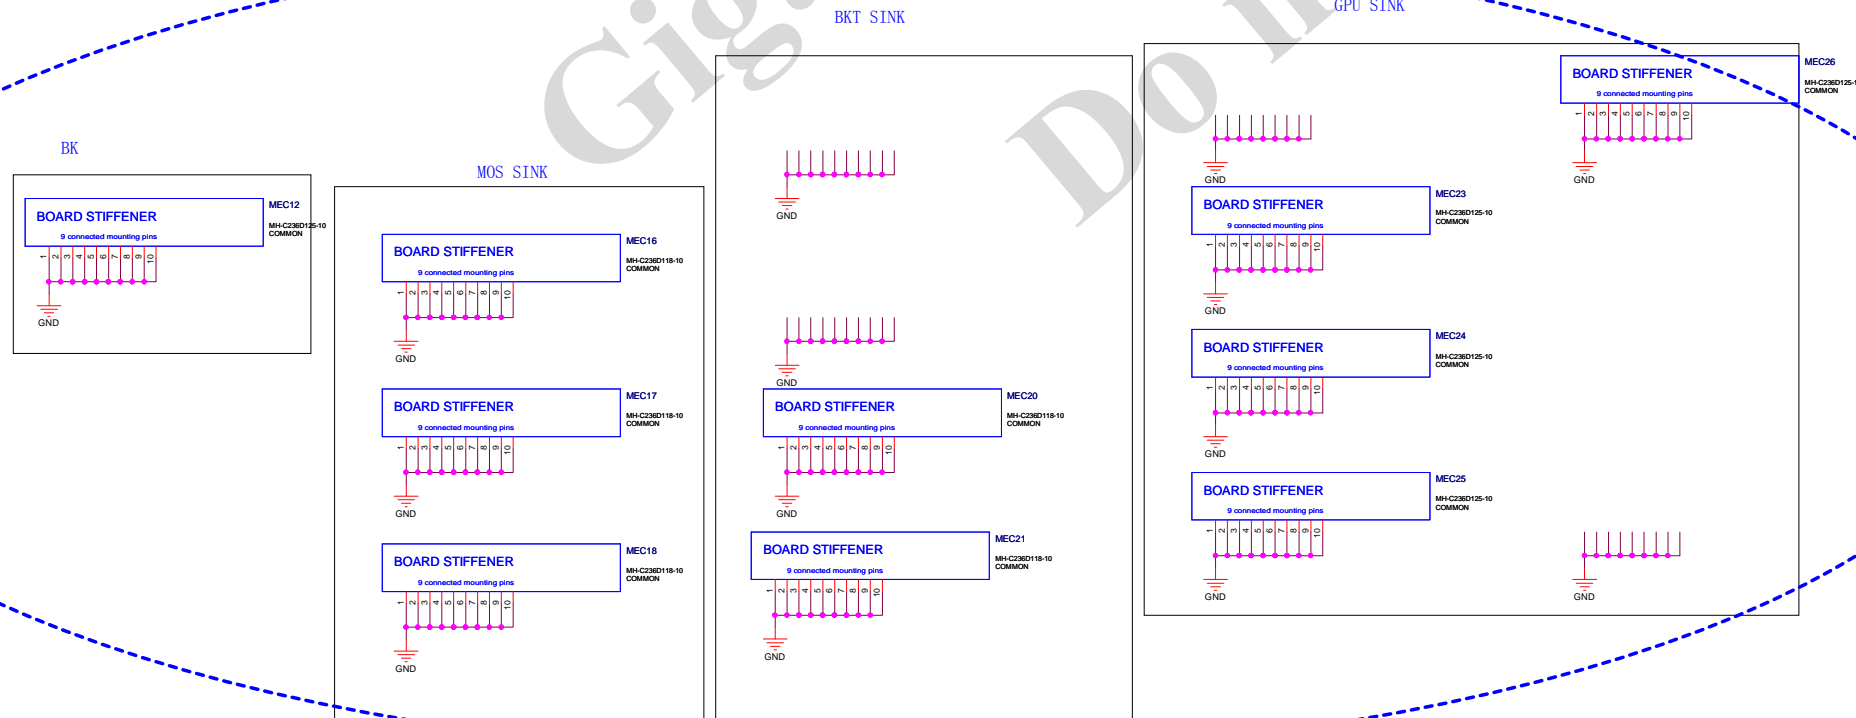 BKT SINK
GPU SINK
Gig
Do n
BK
MOS SINK
BOARD STIFFENER
9 connected mounting pins
MEC12
MH-C236D125-10
COMMON
1 2 3 4 5 6 7 8 9 10
GND
BOARD STIFFENER
9 connected mounting pins
MEC16
MH-C236D118-10
COMMON
1 2 3 4 5 6 7 8 9 10
GND
BOARD STIFFENER
9 connected mounting pins
MEC17
MH-C236D118-10
COMMON
1 2 3 4 5 6 7 8 9 10
GND
BOARD STIFFENER
9 connected mounting pins
MEC18
MH-C236D118-10
COMMON
1 2 3 4 5 6 7 8 9 10
GND
GND
GND
BOARD STIFFENER
9 connected mounting pins
MEC20
MH-C236D118-10
COMMON
1 2 3 4 5 6 7 8 9 10
GND
BOARD STIFFENER
9 connected mounting pins
MEC21
MH-C236D118-10
COMMON
1 2 3 4 5 6 7 8 9 10
GND
GND
BOARD STIFFENER
9 connected mounting pins
MEC23
MH-C236D125-10
COMMON
1 2 3 4 5 6 7 8 9 10
GND
BOARD STIFFENER
9 connected mounting pins
MEC24
MH-C236D125-10
COMMON
1 2 3 4 5 6 7 8 9 10
GND
BOARD STIFFENER
9 connected mounting pins
MEC25
MH-C236D125-10
COMMON
1 2 3 4 5 6 7 8 9 10
GND
BOARD STIFFENER
9 connected mounting pins
MEC26
MH-C236D125-1
COMMON
1 2 3 4 5 6 7 8 9 10
GND
GND